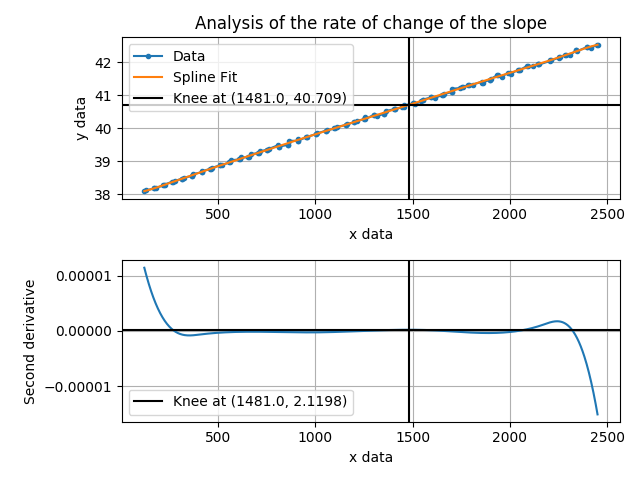 Analysis of the rate of change of the slope
Data
Spline Fit
Knee at (1481.0, 40.709)
y data
42
41
40
39
38
500 1000 1500 2000 2500
x data
Second derivative
0.00001
0.00000
−0.00001
Knee at (1481.0, 2.1198)
500 1000 1500 2000 2500
x data